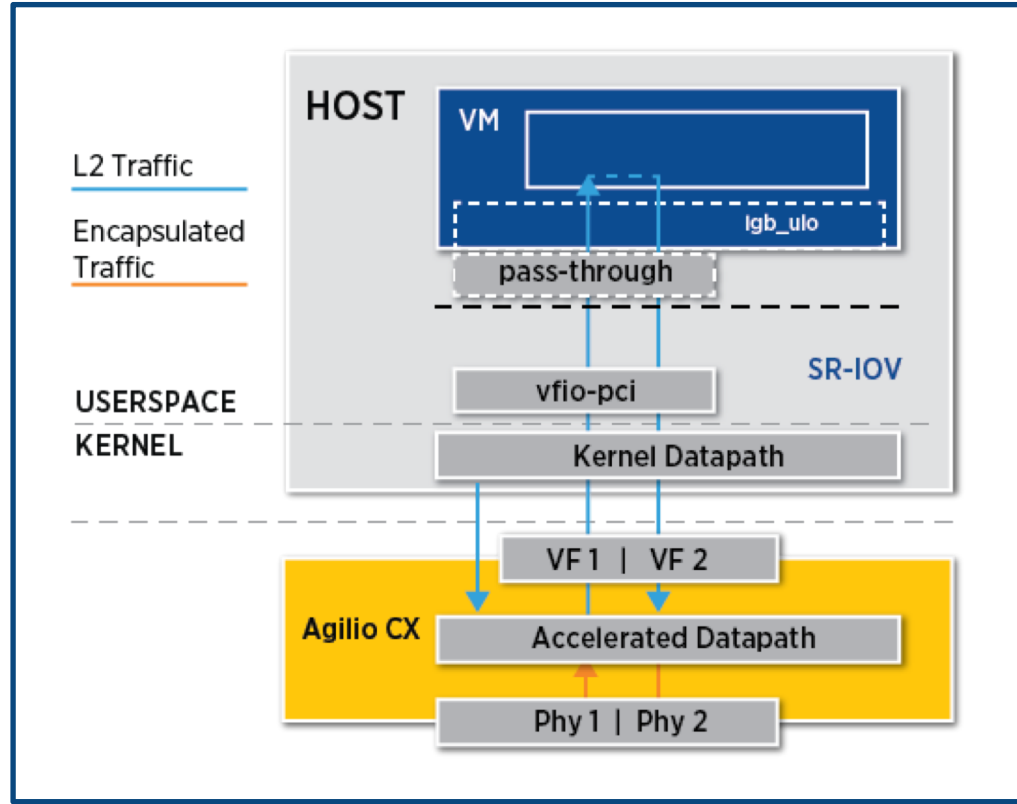 HOST
VM
L2 Traffic
Encapsulated
Traffic
igb_ulo
pass-through
SR-IOV
vfio-pci
USERSPACE
KERNEL
Kernel Datapath
VF 1 | VF 2
Agilio CX
Accelerated Datapath
Phy 1 | Phy 2